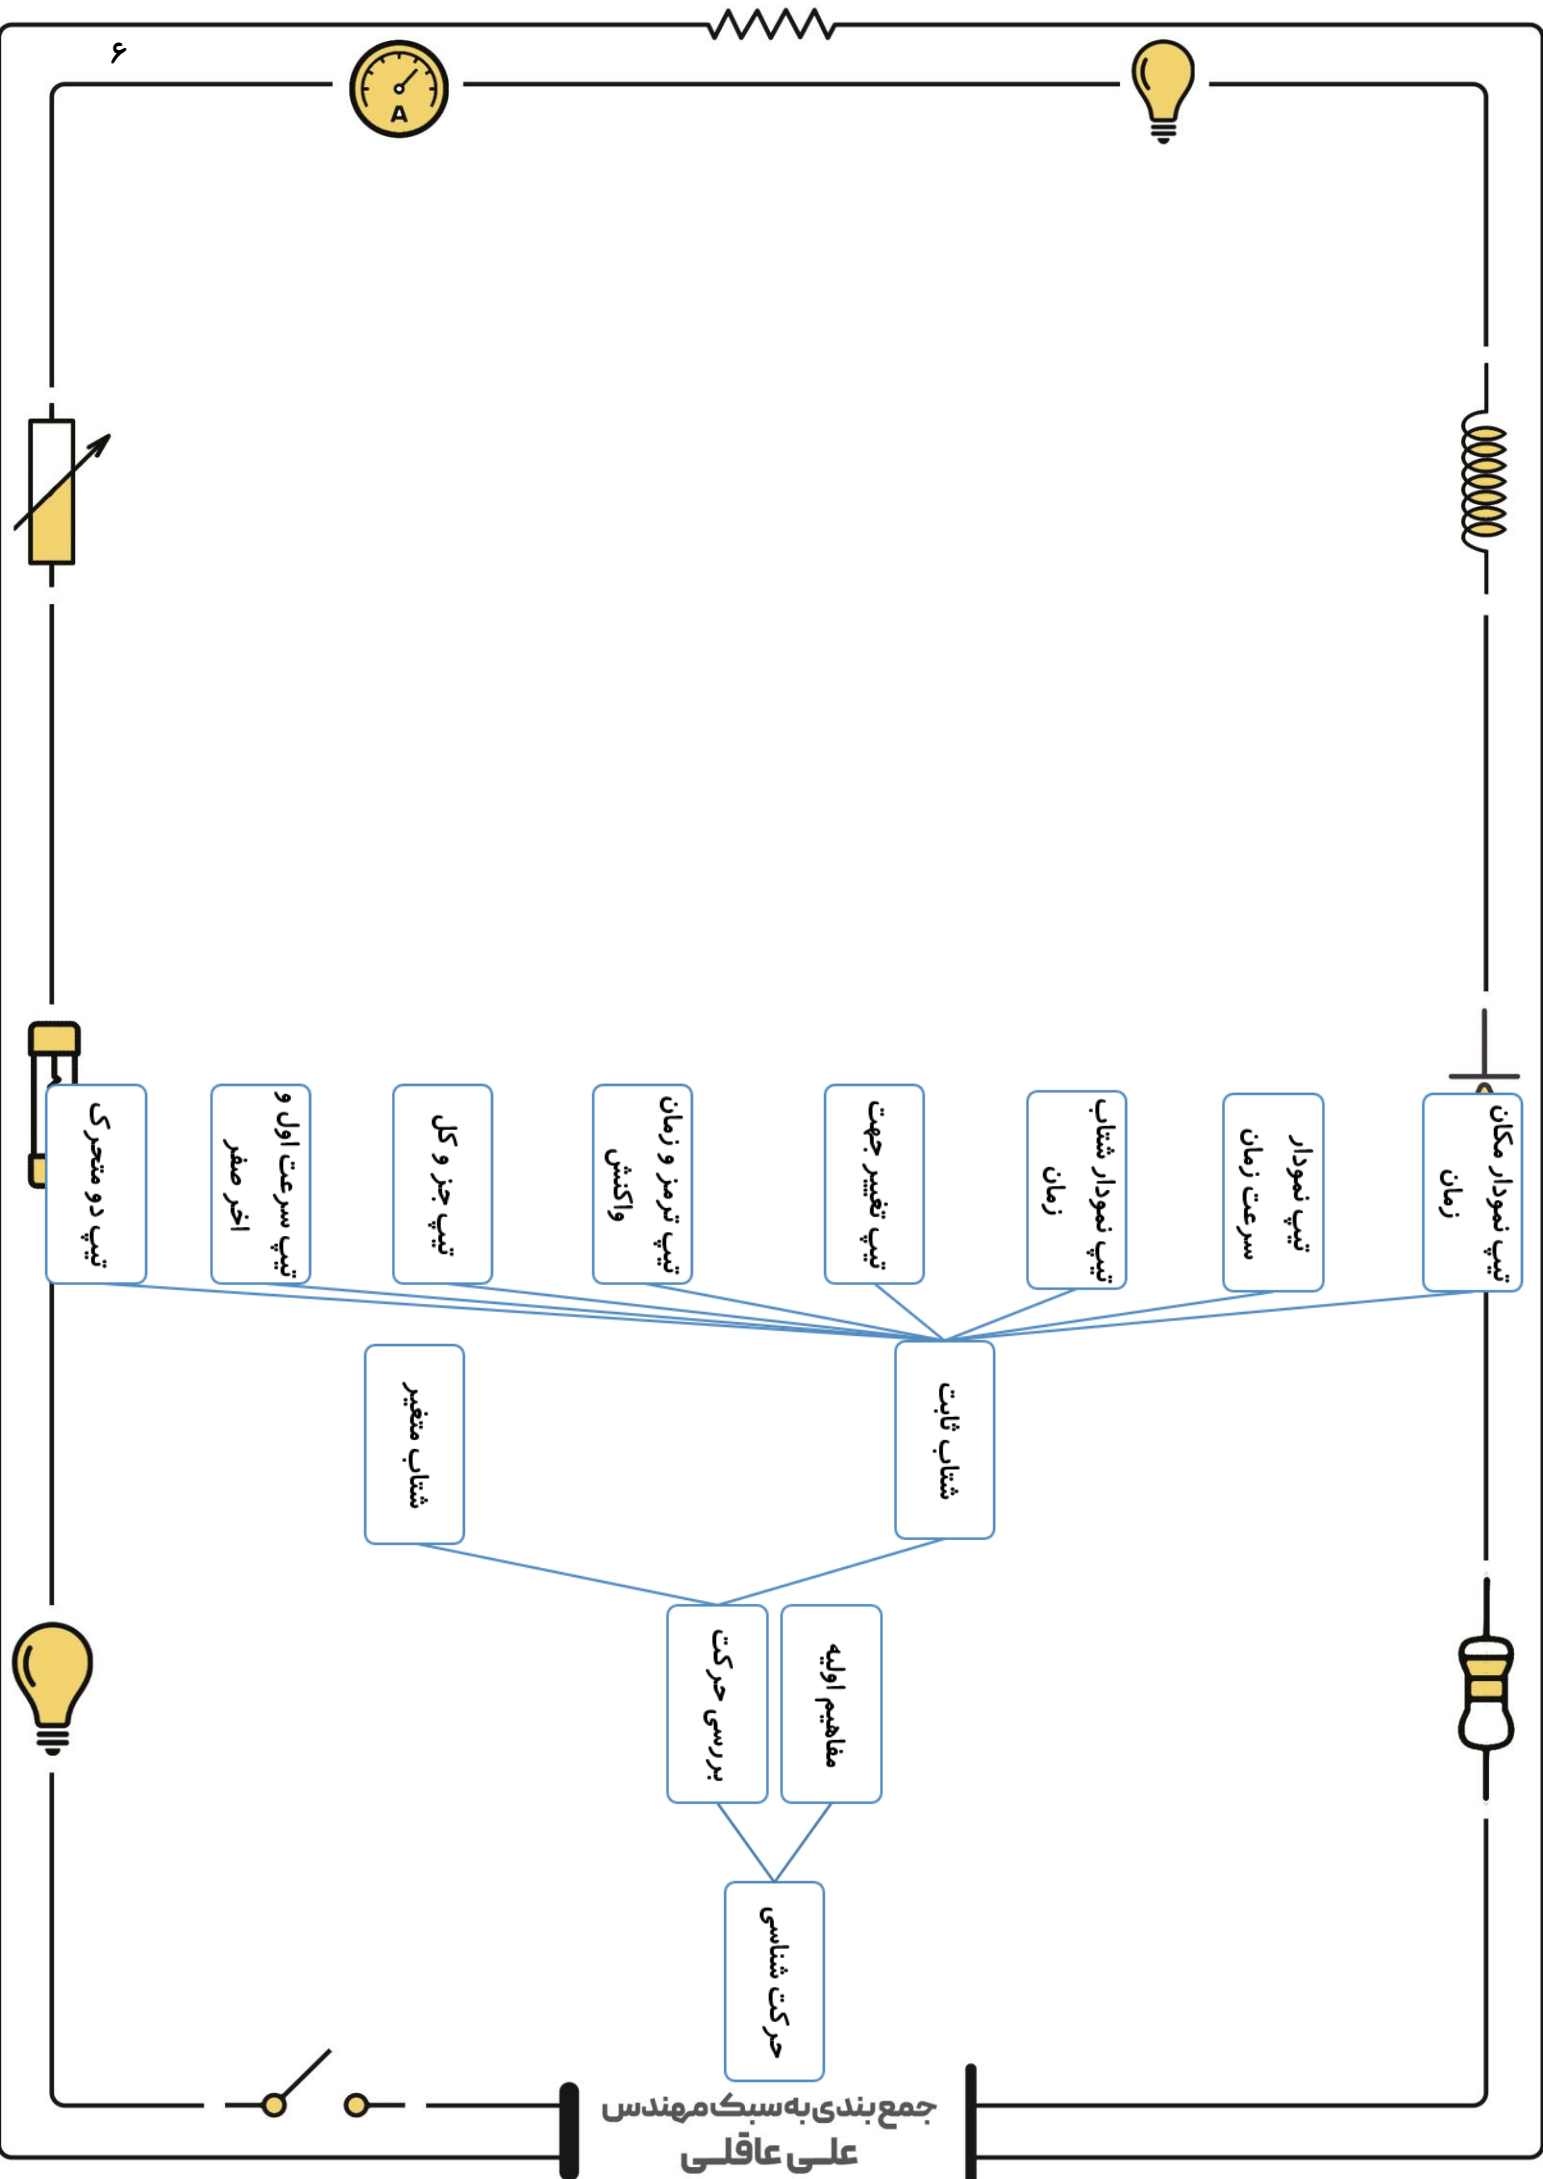 ۶
A
تیپ نمودار مکان
زمان
تیپ نمودار
سرعت زمان
تیپ نمودار شتاب
زمان
تیپ تغییر جهت
تیپ ترمز و زمان
واکنش
تیپ جز و کل
تیپ سرعت اول و
اخر صفر
تیپ دو متحرک
شتاب ثابت
شتاب متغیر
مفاهیم اولیه
بررسی حرکت
حرکت شناسی
جمع‌بندی به سبک مهندس
علی عاقلی